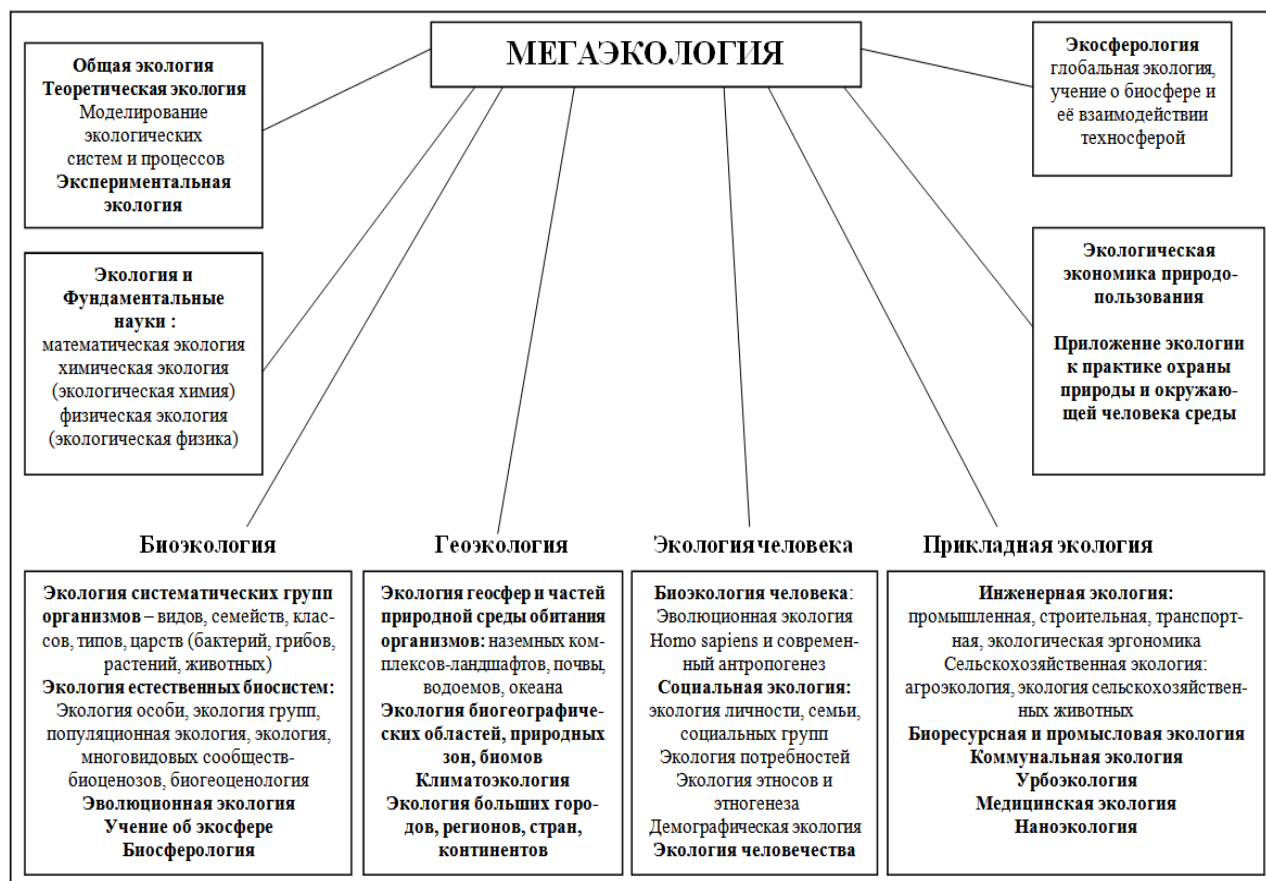 МЕГАЭКОЛОГИЯ
Общая экология
Теоретическая экология
Моделирование
экологических
систем и процессов
Экспериментальная
экология
Экосферология
глобальная экология,
учение о биосфере и
её взаимодействии
техносферой
Экология и
Фундаментальные
науки :
математическая экология
химическая экология
(экологическая химия)
физическая экология
(экологическая физика)
Экологическая
экономика природо-
пользования
Приложение экологии
к практике охраны
природы и окружаю-
щей человека среды
Биоэкология
Экология систематических групп
организмов – видов, семейств, клас-
сов, типов, царств (бактерий, грибов,
растений, животных)
Экология естественных биосистем:
Экология особи, экология групп,
популяционная экология, экология,
многовидовых сообществ-
биоценозов, биогеоценология
Эволюционная экология
Учение об экосфере
Биосферология
Геоэкология
Экология геосфер и частей
природной среды обитания
организмов: наземных ком-
плексов-ландшафтов, почвы,
водоемов, океана
Экология биогеографиче-
ских областей, природных
зон, биомов
Климатоэкология
Экология больших горо-
дов, регионов, стран,
континентов
Экология человека
Биоэкология человека:
Эволюционная экология
Homo sapiens и современ-
ный антропогенез
Социальная экология:
экология личности, семьи,
социальных групп
Экология потребностей
Экология этносов и
этногенеза
Демографическая экология
Экология человечества
Прикладная экология
Инженерная экология:
промышленная, строительная, транспорт-
ная, экологическая эргономика
Сельскохозяйственная экология:
агроэкология, экология сельскохозяйствен-
ных животных
Биоресурсная и промысловая экология
Коммунальная экология
Урбоэкология
Медицинская экология
Наноэкология